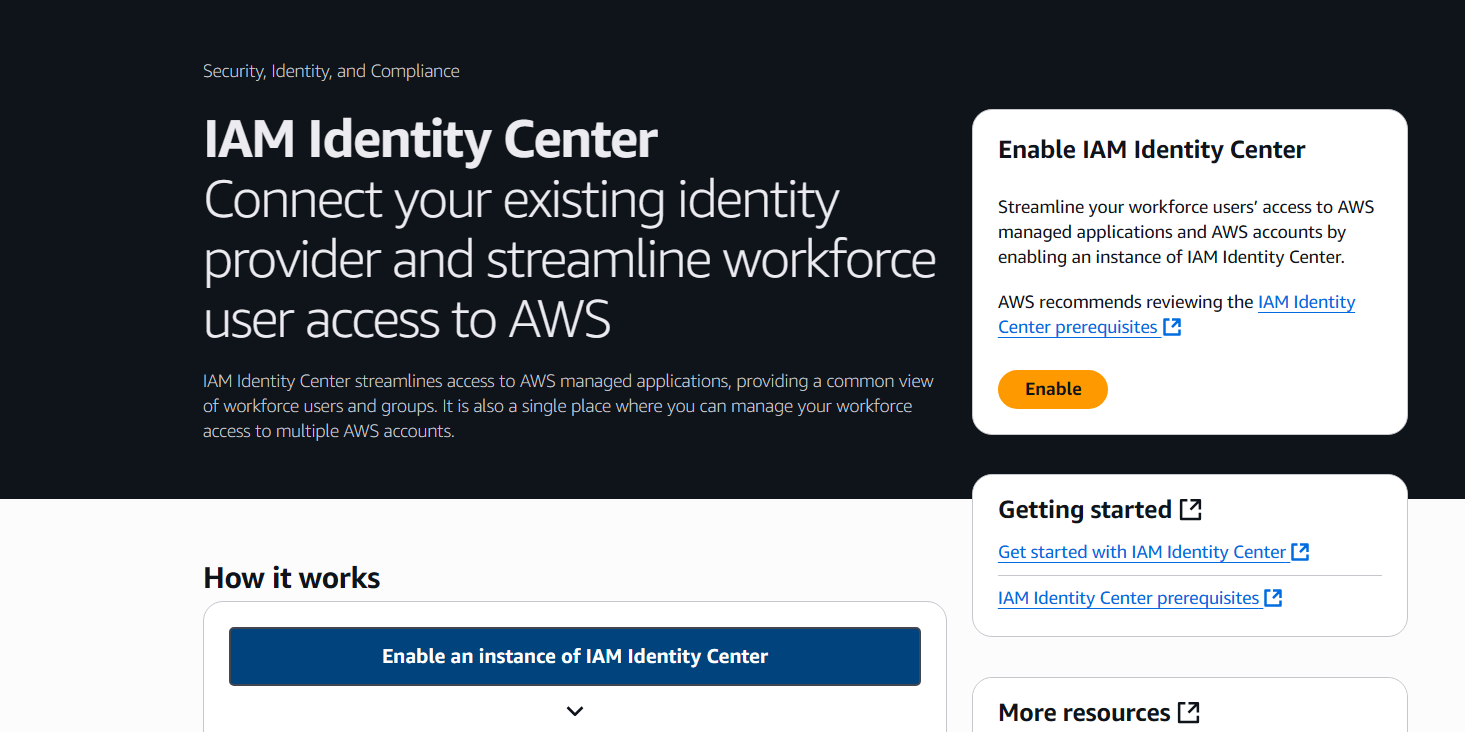 Security, Identity, and Compliance
IAM Identity Center
Connect your existing identity
provider and streamline workforce
user access to AWS
IAM Identity Center streamlines access to AWS managed applications, providing a common view
of workforce users and groups. It is also a single place where you can manage your workforce
access to multiple AWS accounts.
Enable IAM Identity Center
Streamline your workforce users’ access to AWS
managed applications and AWS accounts by
enabling an instance of IAM Identity Center.
AWS recommends reviewing the IAM Identity
Center prerequisites
Enable
Getting started
Get started with IAM Identity Center
IAM Identity Center prerequisites
How it works
Enable an instance of IAM Identity Center
More resources